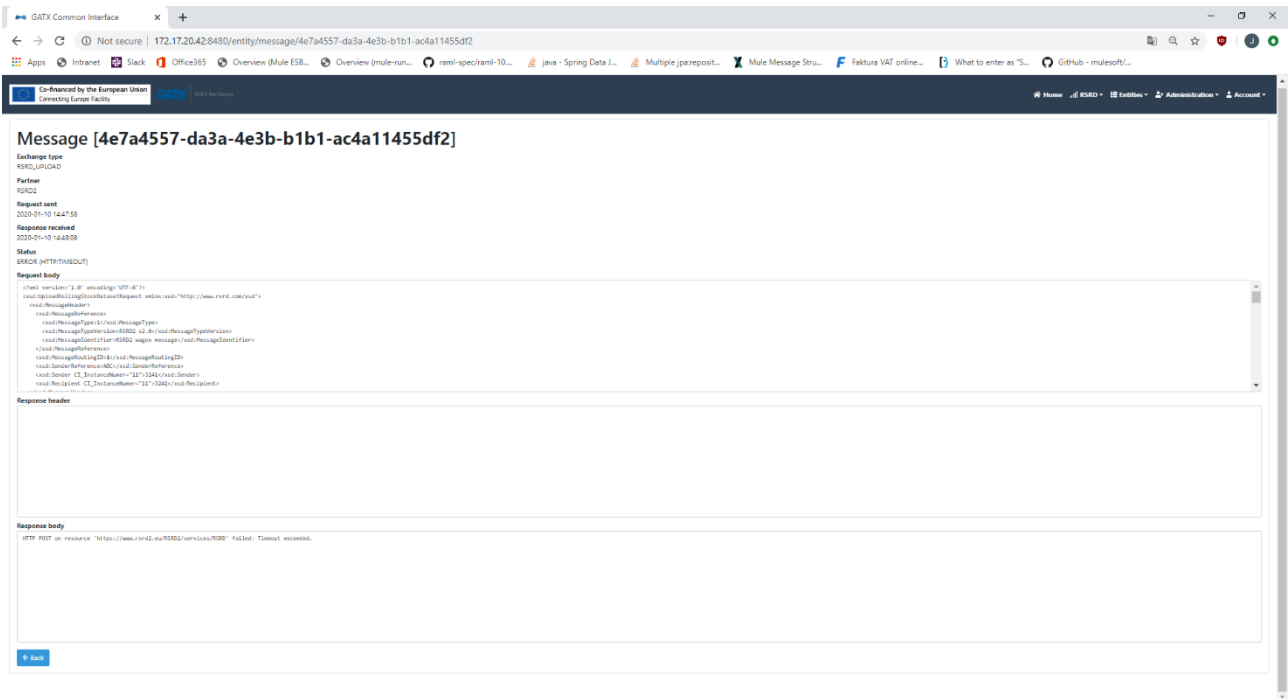 GATX Common Interface
Not secure | 172.17.20.42:8480/entity/message/4e7a4557-da3a-4e3b-b1b1-ac4a11455df2
Apps Intranet Slack Office365 Overview (Mule ESB... Overview (mule-run... raml-spec/raml-10.... java - Spring Data J... Multiple jpa:reposit... Mule Message Stru... Faktura VAT online... What to enter as "S... GitHub - mulesoft/...
Co-financed by the European Union
Connecting Europe Facility
GATX
GATX Rail Europe
Home RSRD Entities Administration Account
Message [4e7a4557-da3a-4e3b-b1b1-ac4a11455df2]
Exchange type
RSRD_UPLOAD
Partner
RSRD2
Request sent
2020-01-10 14:47:58
Response received
2020-01-10 14:48:08
Status
ERROR (HTTP:TIMEOUT)
Request body
<?xml version='1.0' encoding='UTF-8'?>
<xsd:UploadRollingStockDatasetRequest xmlns:xsd="http://www.rsrd.com/xsd">
<xsd:MessageHeader>
<xsd:MessageReference>
<xsd:MessageType>1</xsd:MessageType>
<xsd:MessageTypeVersion>RSRD2 v2.0</xsd:MessageTypeVersion>
<xsd:MessageIdentifier>RSRD2 wagon message</xsd:MessageIdentifier>
</xsd:MessageReference>
<xsd:MessageRoutingID>1</xsd:MessageRoutingID>
<xsd:SenderReference>ABC</xsd:SenderReference>
<xsd:Sender CI_InstanceNumer="11">3241</xsd:Sender>
<xsd:Recipient CI_InstanceNumer="11">3241</xsd:Recipient>
Response header
Response body
HTTP POST on resource 'https://www.rsrd2.eu/RSRD2/services/RSRD' failed: Timeout exceeded.
Back